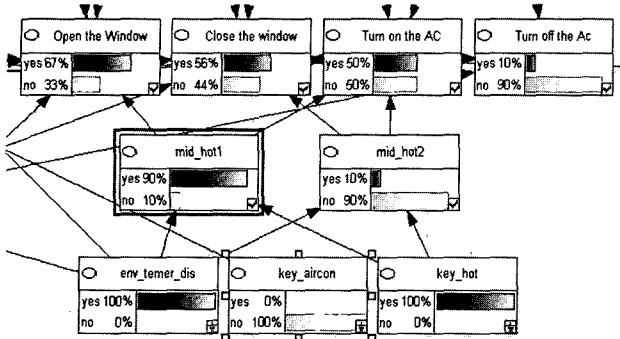 Open the Window
Close the window
Turn on the AC
Turn off the Ac
yes 67%
yes 56%
yes 50%
yes 10%
no 33%
no 44%
no 50%
no 90%
mid_hot1
mid_hot2
yes 90%
yes 10%
no 10%
no 90%
env_temer_dis
key_aircon
key_hot
yes 100%
yes 0%
yes 100%
no 0%
no 100%
no 0%